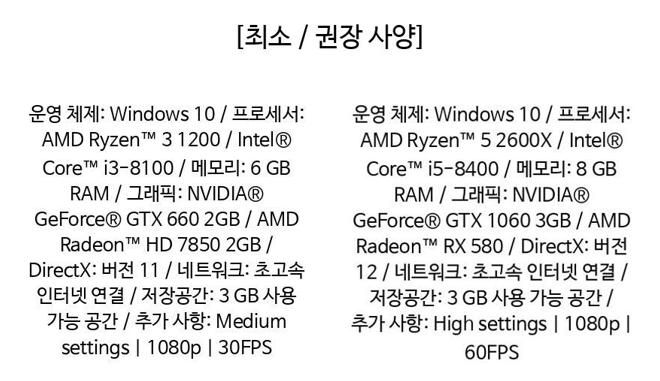 [최소 / 권장 사양]
운영 체제: Windows 10 / 프로세서:
AMD Ryzen™ 3 1200 / Intel®
Core™ i3-8100 / 메모리: 6 GB
RAM / 그래픽: NVIDIA®
GeForce® GTX 660 2GB / AMD
Radeon™ HD 7850 2GB /
DirectX: 버전 11 / 네트워크: 초고속
인터넷 연결 / 저장공간: 3 GB 사용
가능 공간 / 추가 사항: Medium
settings | 1080p | 30FPS
운영 체제: Windows 10 / 프로세서:
AMD Ryzen™ 5 2600X / Intel®
Core™ i5-8400 / 메모리: 8 GB
RAM / 그래픽: NVIDIA®
GeForce® GTX 1060 3GB / AMD
Radeon™ RX 580 / DirectX: 버전
12 / 네트워크: 초고속 인터넷 연결 /
저장공간: 3 GB 사용 가능 공간 /
추가 사항: High settings | 1080p |
60FPS